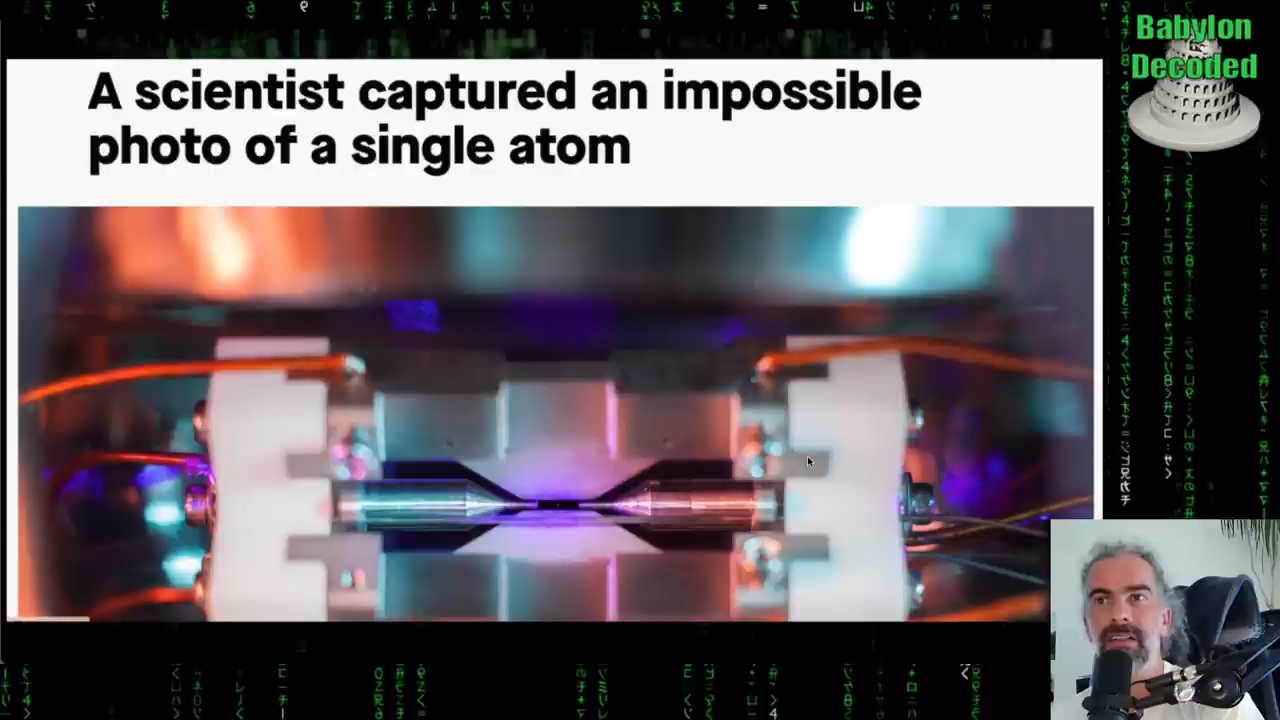 Babylon
Decoded
A scientist captured an impossible
photo of a single atom